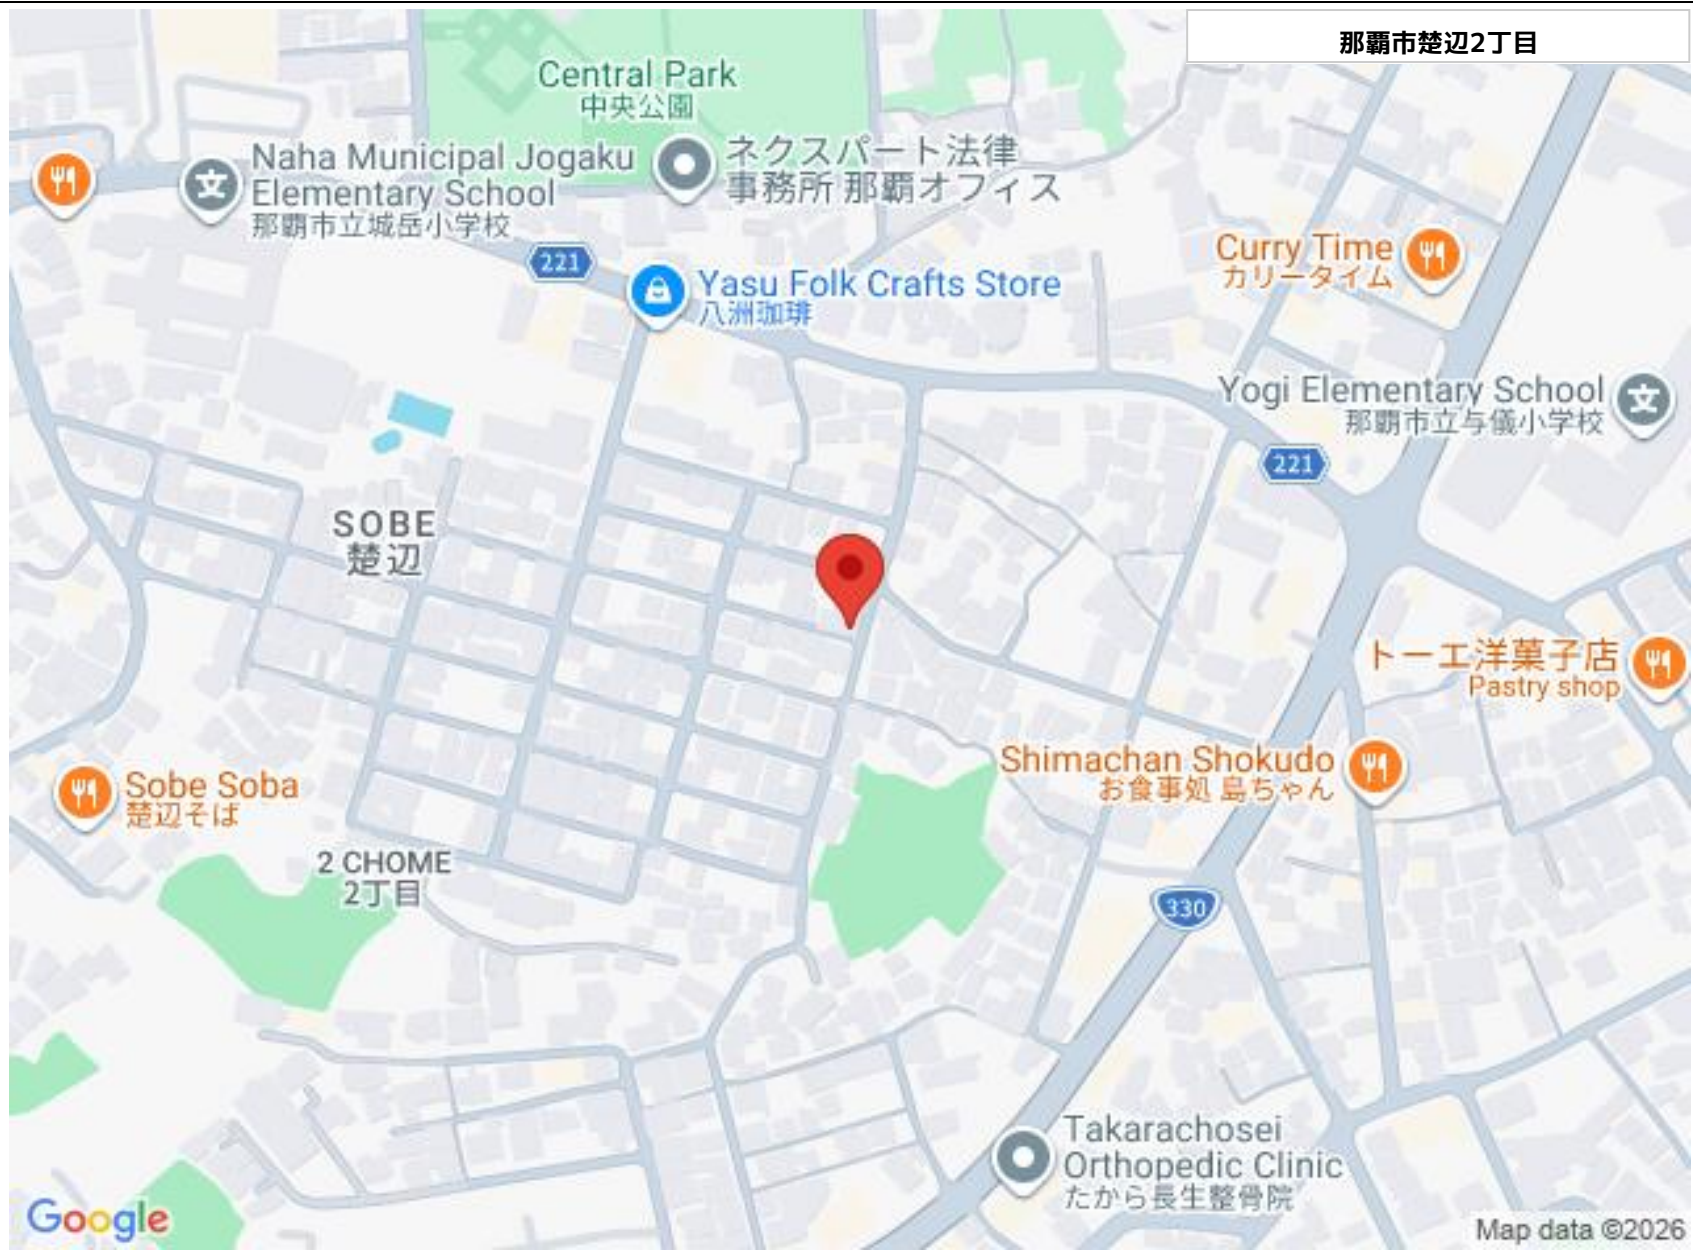 那覇市楚辺2丁目
Central Park
中央公園
Naha Municipal Jogaku
Elementary School
那覇市立城岳小学校
ネクスパート法律
事務所 那覇オフィス
221
Yasu Folk Crafts Store
八洲珈琲
Curry Time
カリータイム
Yogi Elementary School
那覇市立与儀小学校
221
SOBE
楚辺
トーエ洋菓子店
Pastry shop
Shimachan Shokudo
お食事処 島ちゃん
Sobe Soba
楚辺そば
2 CHOME
2丁目
330
Takarachosei
Orthopedic Clinic
たから長生整骨院
Google
Map data ©2026